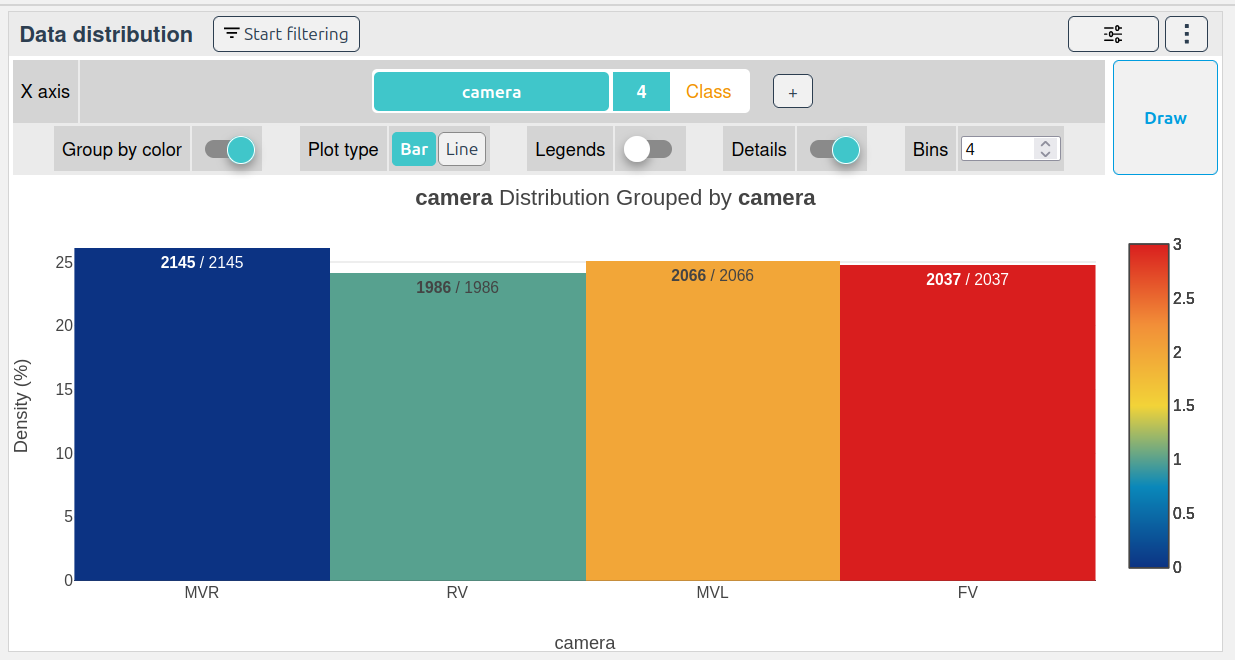 Data distribution Start filtering
X axis camera 4 Class + Draw
Group by color Plot type Bar Line Legends Details Bins 4
camera Distribution Grouped by camera
Density (%)
25
20
15
10
5
0
2145 / 2145
1986 / 1986
2066 / 2066
2037 / 2037
MVR RV MVL FV
camera
3
2.5
2
1.5
1
0.5
0